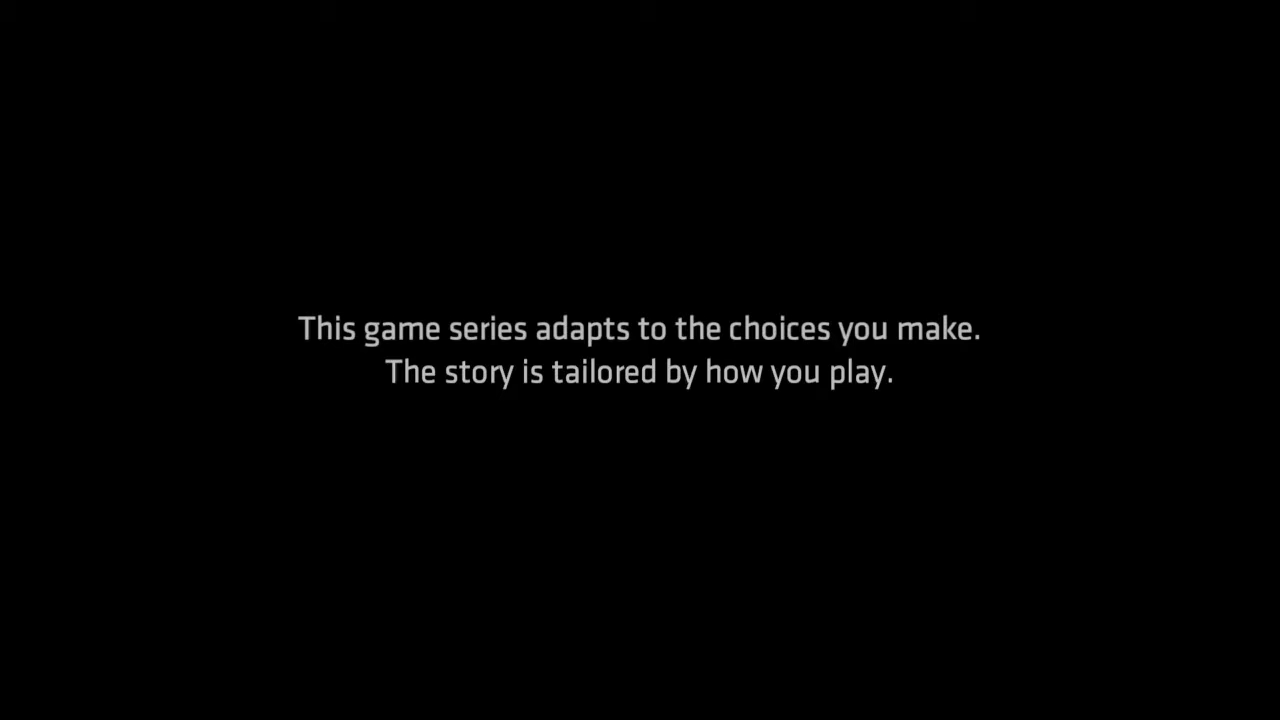 This game series adapts to the choices you make.
The story is tailored by how you play.